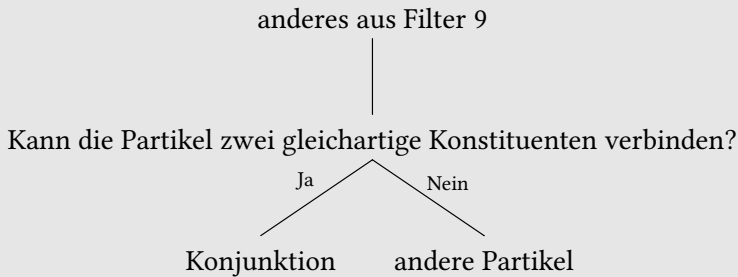 anderes aus Filter 9
Kann die Partikel zwei gleichartige Konstituenten verbinden?
Ja Nein
Konjunktion andere Partikel